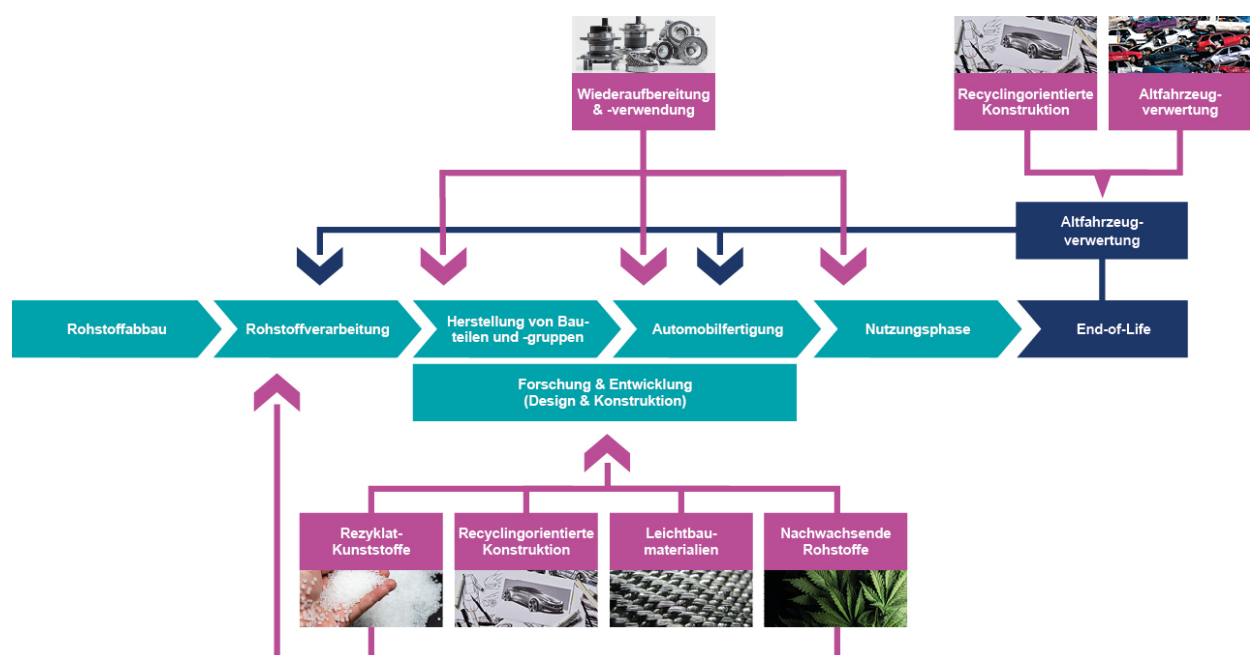 Wiederaufbereitung
& -verwendung
Recyclingorientierte
Konstruktion
Altfahrzeug-
verwertung
Altfahrzeug-
verwertung
Rohstoffabbau
Rohstoffverarbeitung
Herstellung von Bau-
teilen und -gruppen
Automobilfertigung
Nutzungsphase
End-of-Life
Forschung & Entwicklung
(Design & Konstruktion)
Rezyklat-
Kunststoffe
Recyclingorientierte
Konstruktion
Leichtbau-
materialien
Nachwachsende
Rohstoffe